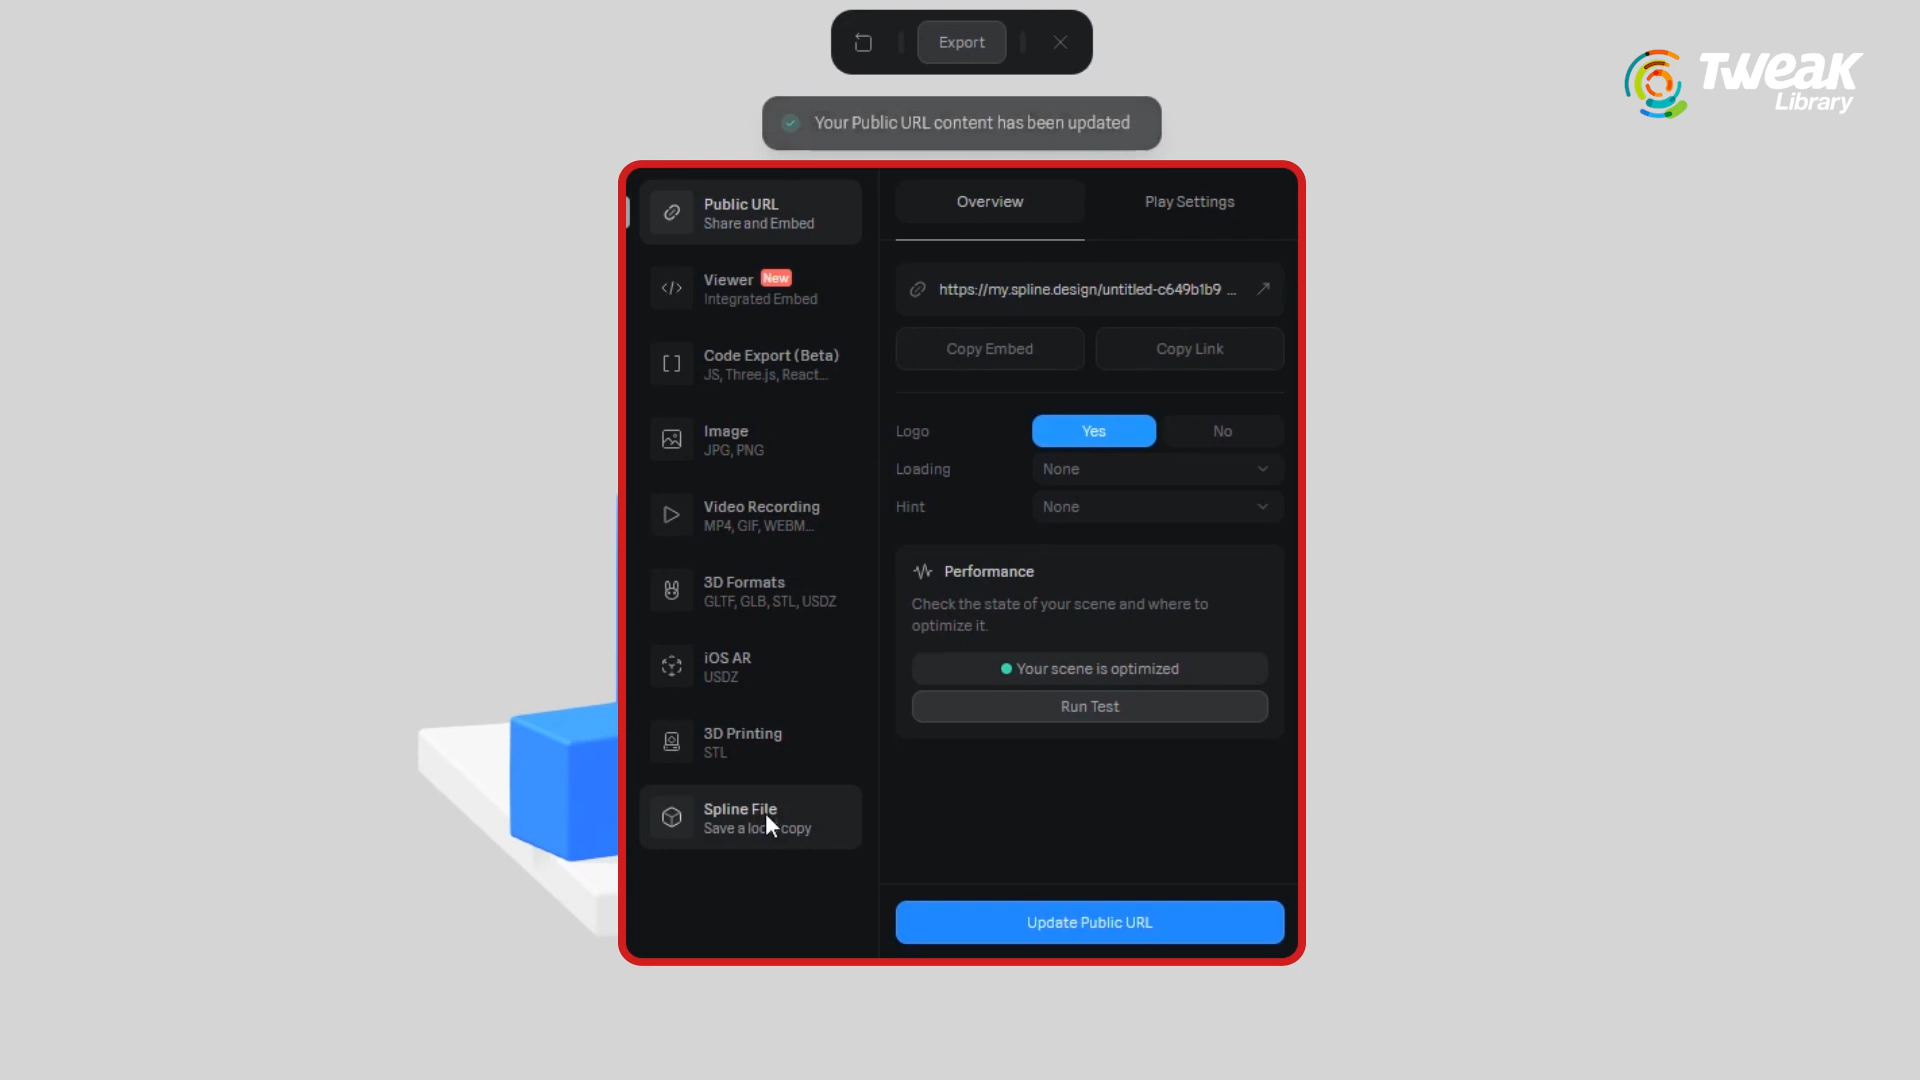 Export
Your Public URL content has been updated
TWeaK
Library
Public URL
Share and Embed
Viewer New
Integrated Embed
Code Export (Beta)
JS, Three.js, React...
Image
JPG, PNG
Video Recording
MP4, GIF, WEBM...
3D Formats
GLTF, GLB, STL, USDZ
iOS AR
USDZ
3D Printing
STL
Spline File
Save a local copy
Overview
Play Settings
https://my.spline.design/untitled-c649b1b9 ...
Copy Embed
Copy Link
Logo
Yes
No
Loading
None
Hint
None
Performance
Check the state of your scene and where to
optimize it.
Your scene is optimized
Run Test
Update Public URL